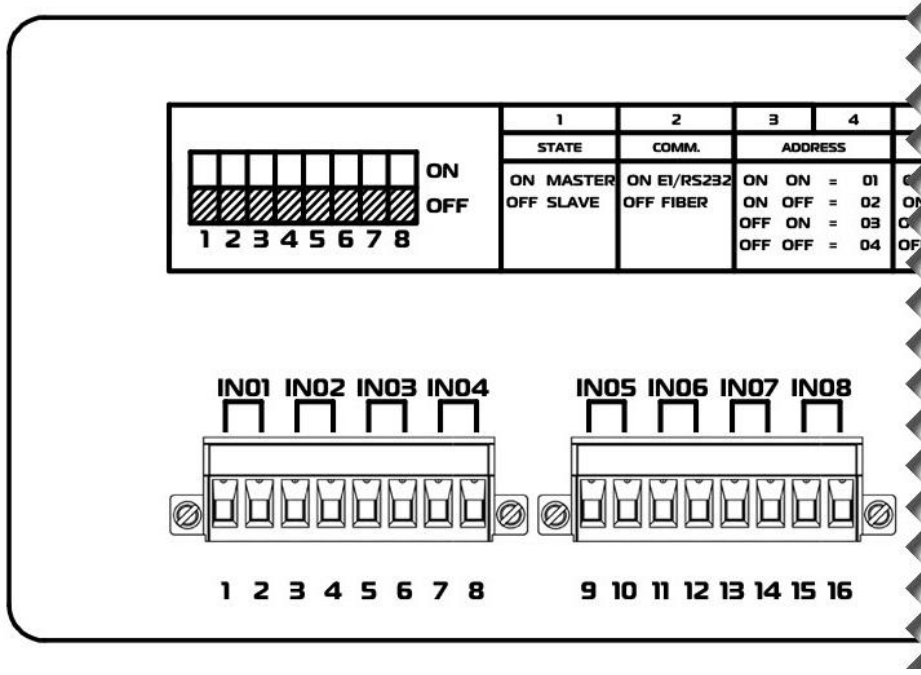 1 2 3 4
STATE COMM. ADDRESS
ON MASTER ON E1/RS232 ON ON = 01
OFF SLAVE OFF FIBER ON OFF = 02 ON
OFF ON = 03
OFF OFF = 04
ON
OFF
1 2 3 4 5 6 7 8
IN01 IN02 IN03 IN04 IN05 IN06 IN07 IN08
1 2 3 4 5 6 7 8 9 10 11 12 13 14 15 16